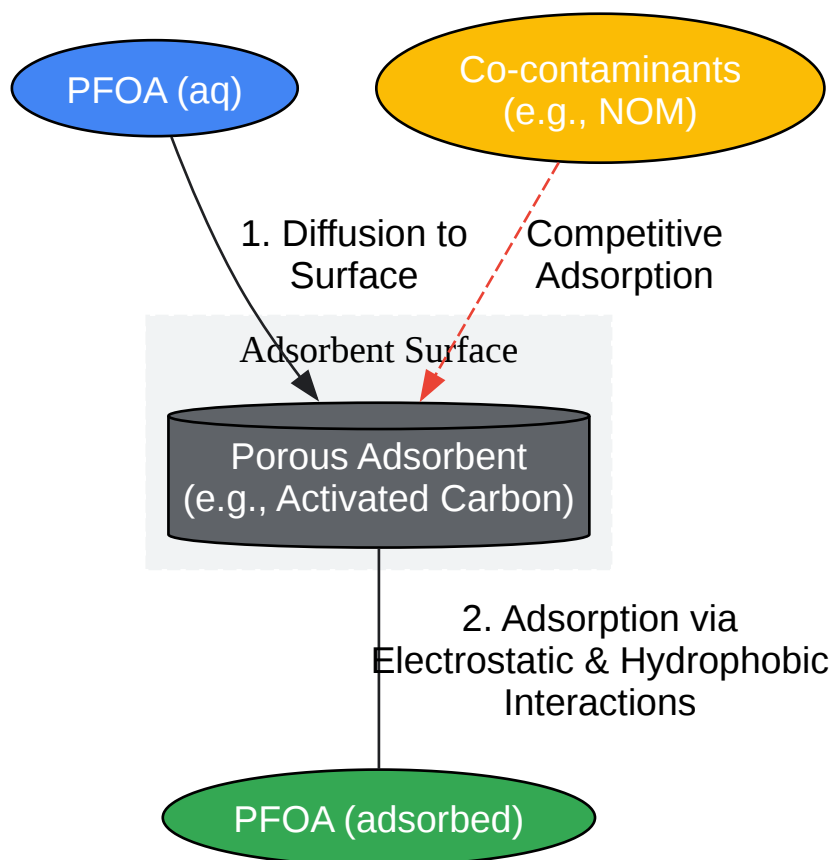 PFOA (aq)
Co-contaminants
(e.g., NOM)
1. Diffusion to
Surface
Competitive
Adsorption
Adsorbent Surface
Porous Adsorbent
(e.g., Activated Carbon)
2. Adsorption via
Electrostatic & Hydrophobic
Interactions
PFOA (adsorbed)